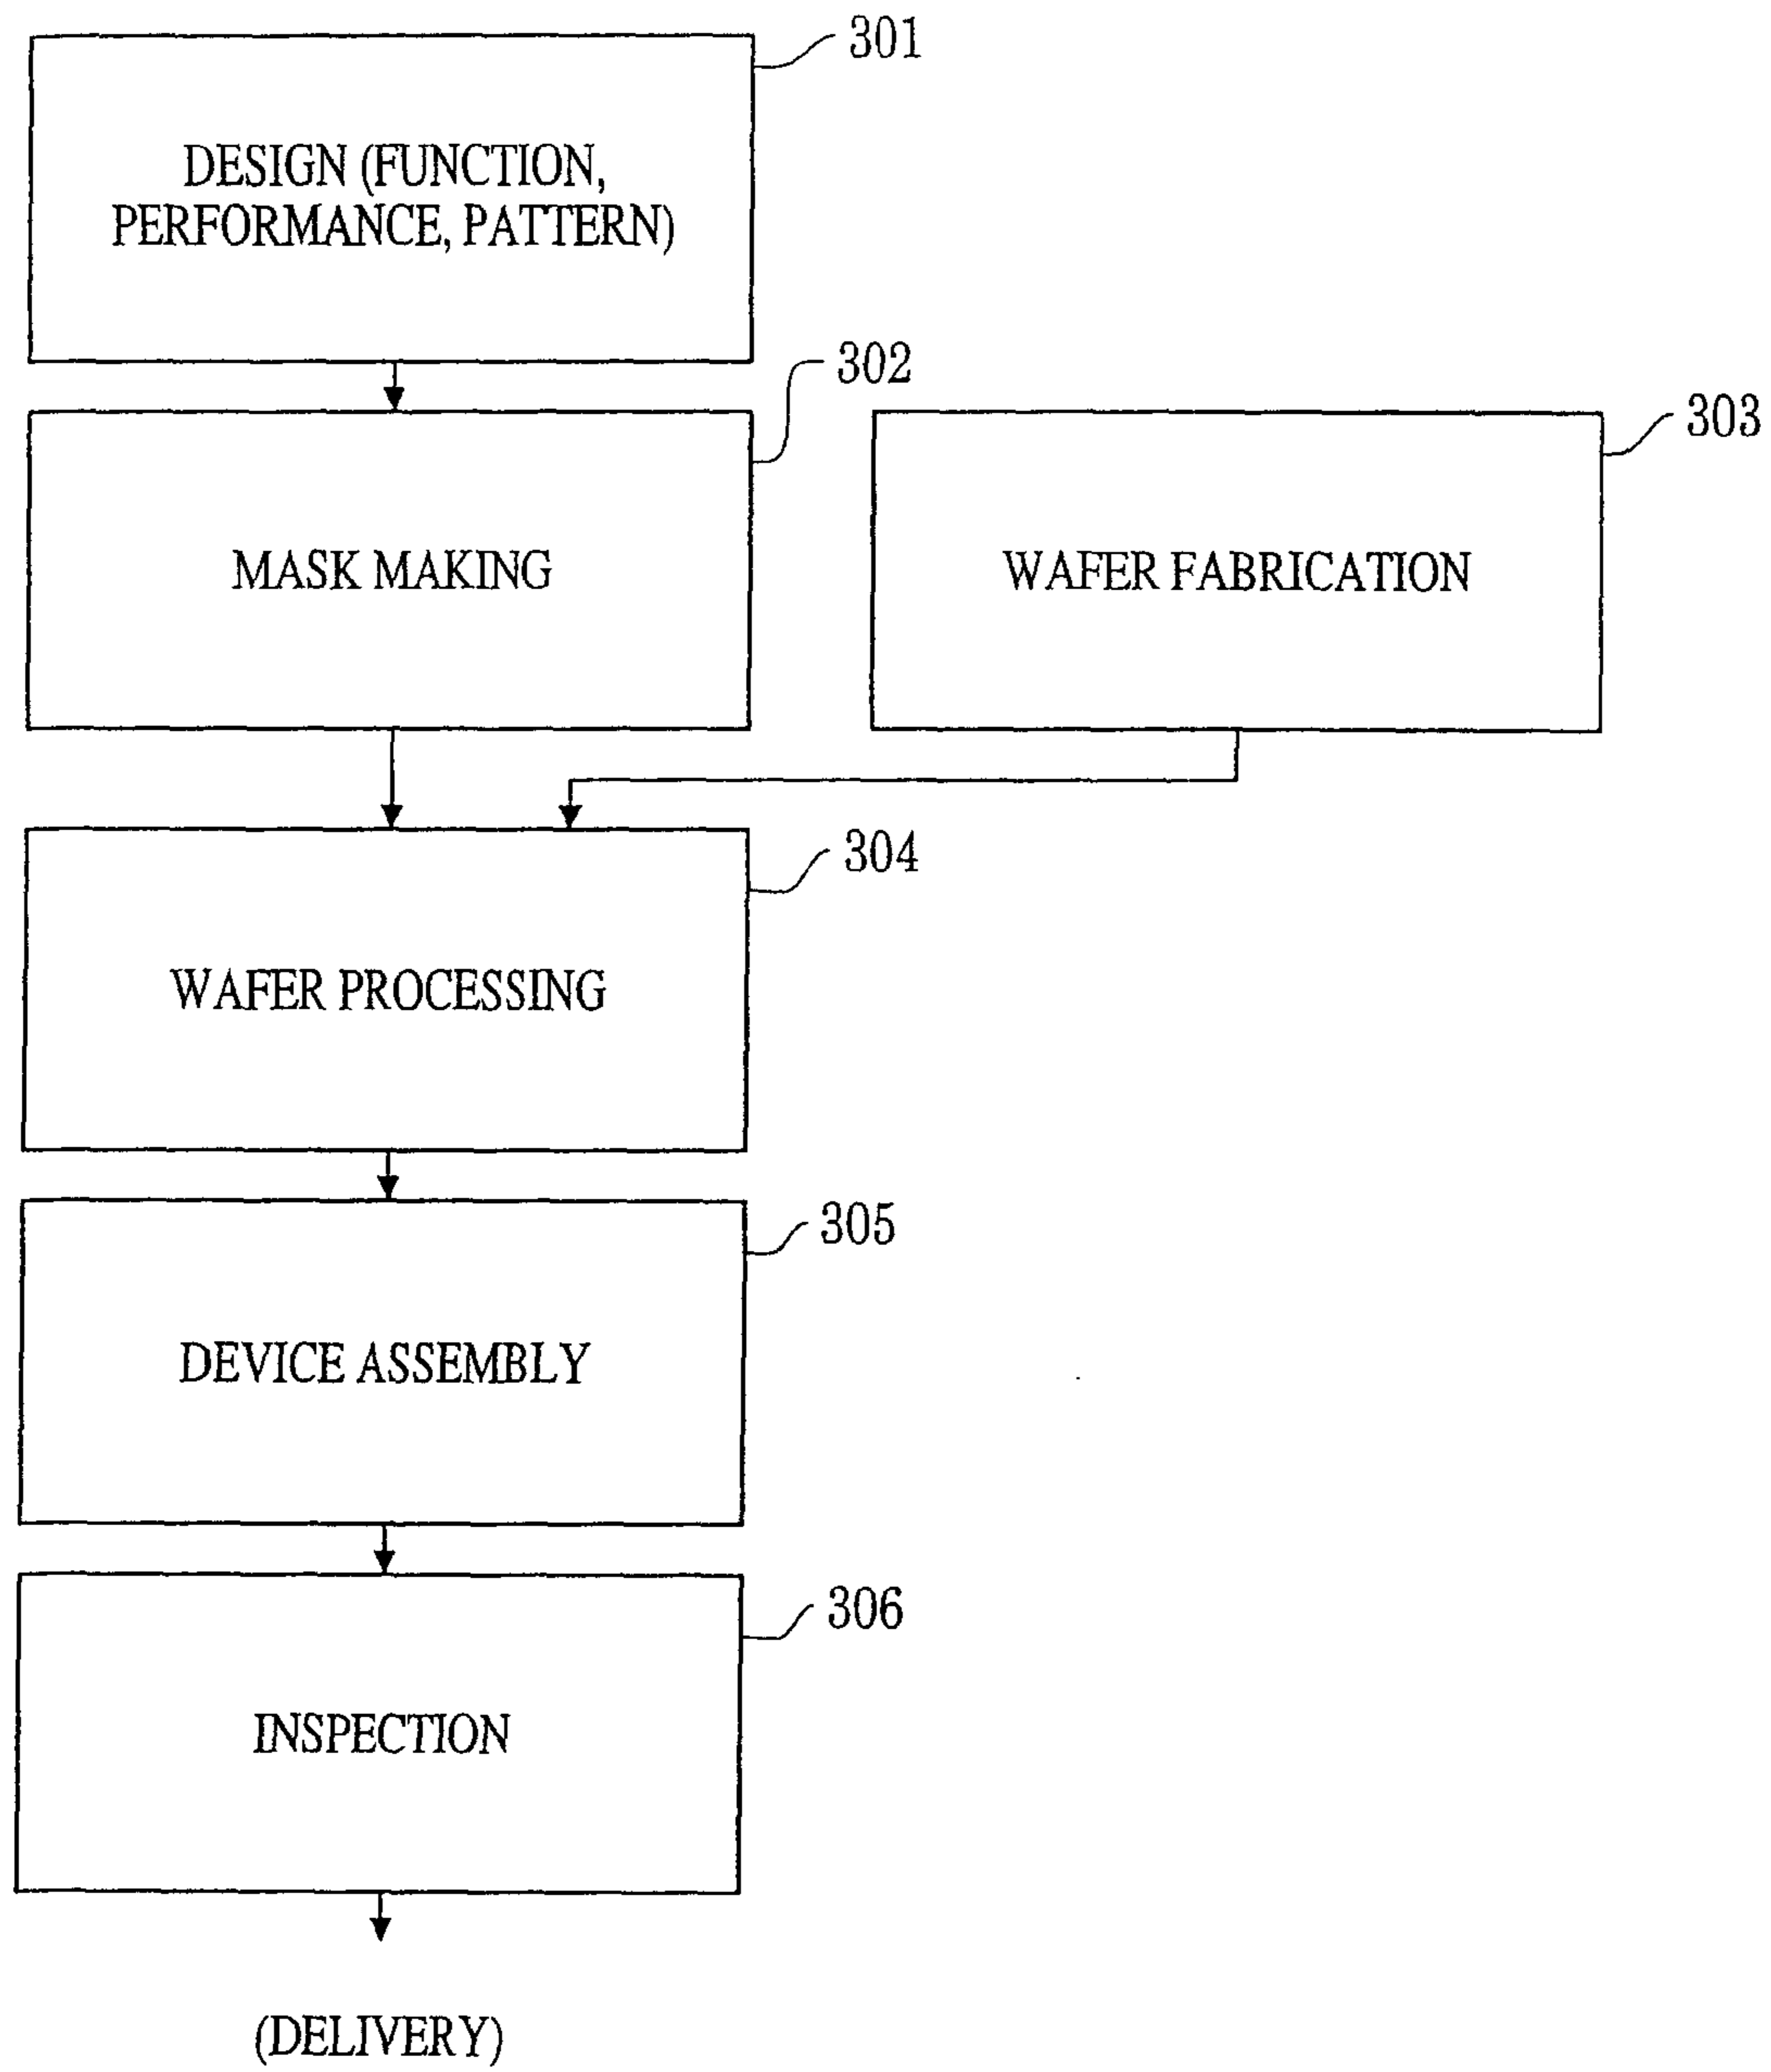 301
DESIGN (FUNCTION,
PERFORMANCE, PATTERN)
302
MASK MAKING
303
WAFER FABRICATION
304
WAFER PROCESSING
305
DEVICE ASSEMBLY
306
INSPECTION
(DELIVERY)